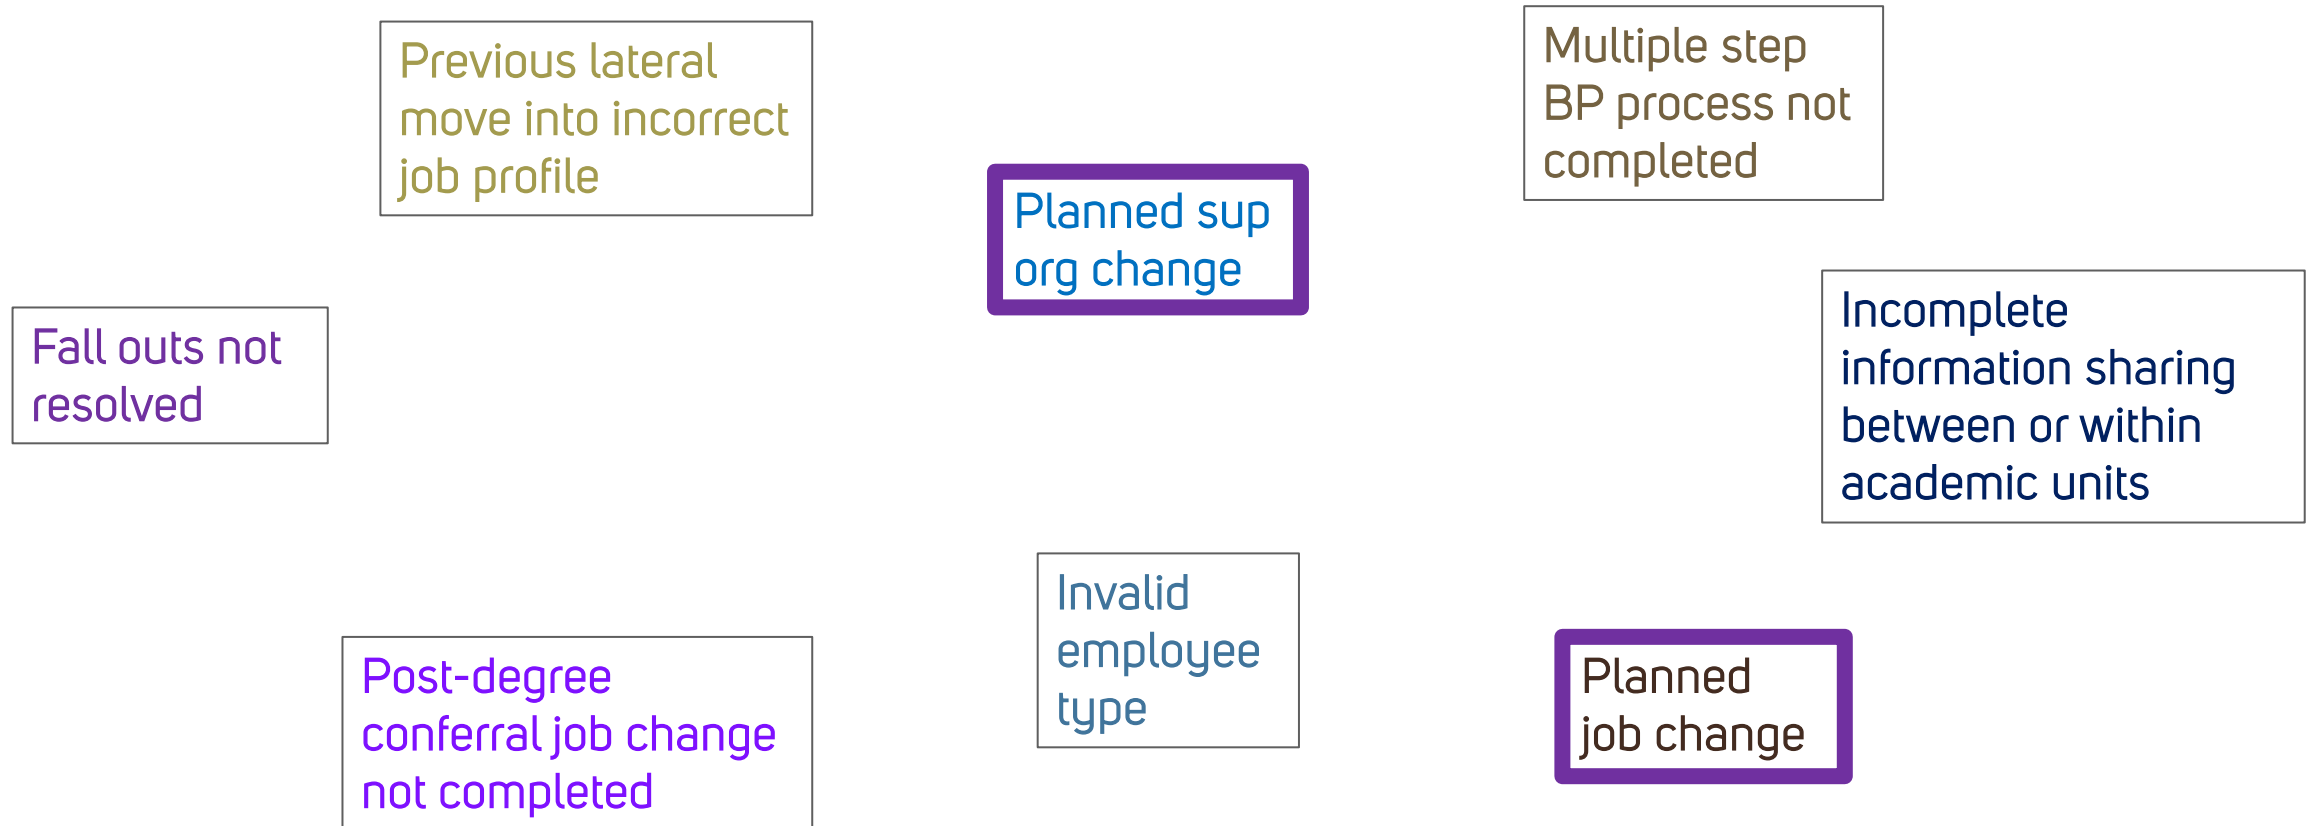 Previous lateral
move into incorrect
job profile
Multiple step
BP process not
completed
Planned sup
org change
Fall outs not
resolved
Incomplete
information sharing
between or within
academic units
Invalid
employee
type
Post-degree
conferral job change
not completed
Planned
job change